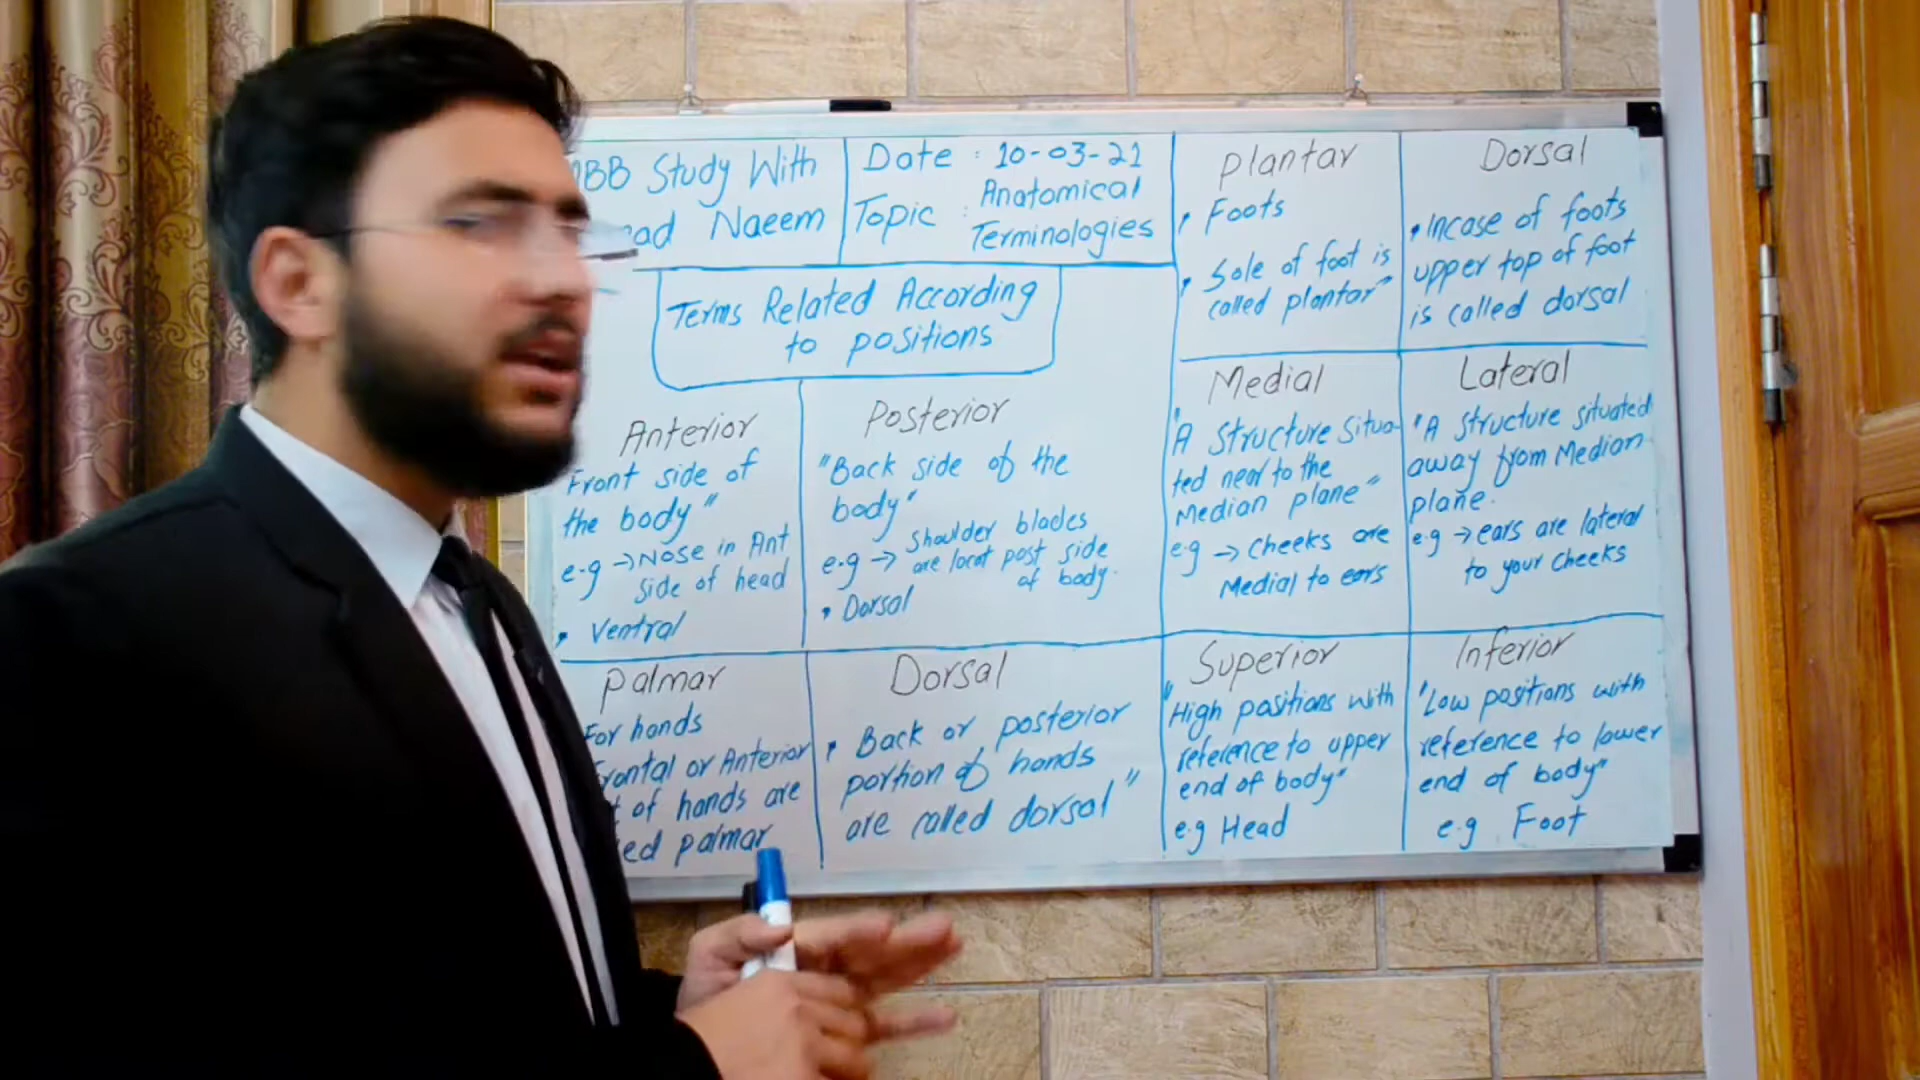 Study With
Naeem
Date : 10-03-21
Topic : Anatomical
Terminologies
Terms Related According
to positions
Anterior
Front side of
the body"
e.g → Nose in Ant
side of head
• Ventral
Posterior
"Back side of the
body"
e.g → Shoulder blades
are locat post side
of body.
• Dorsal
Palmar
For hands
Frontal or Anterior
of hands are
palmar
Dorsal
• Back or posterior
portion of hands
are called dorsal"
Plantar
• Foots
• Sole of foot is
called plantar"
Dorsal
• Incase of foots
upper top of foot
is called dorsal
Medial
"A structure situa-
ted near to the
Median plane"
e.g → Cheeks are
Medial to ears
Lateral
"A structure situated
away from Median
plane.
e.g → ears are lateral
to your cheeks
Superior
"High positions with
reference to upper
end of body"
e.g Head
Inferior
"Low positions with
reference to lower
end of body"
e.g Foot